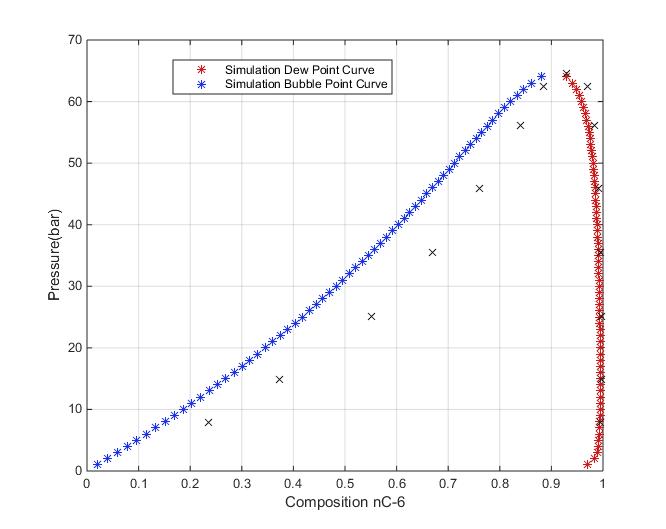 70
60
50
40
30
20
10
0
Pressure(bar)
Simulation Dew Point Curve
Simulation Bubble Point Curve
0 0.1 0.2 0.3 0.4 0.5 0.6 0.7 0.8 0.9 1
Composition nC-6